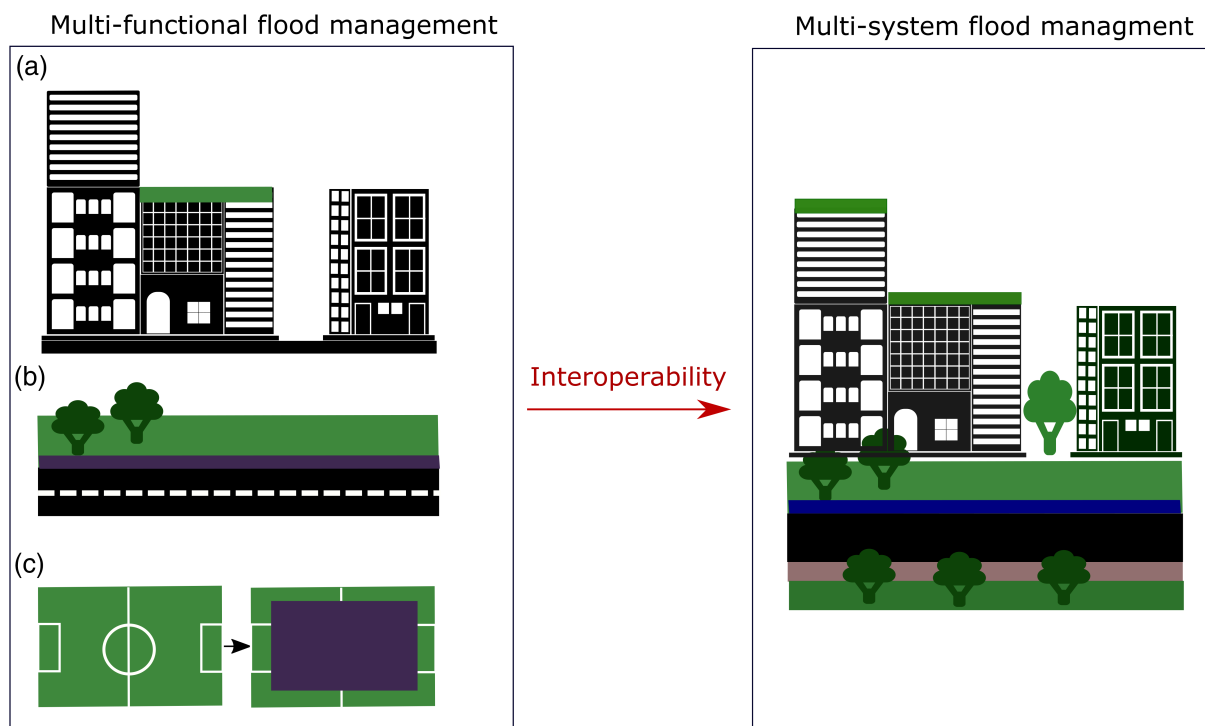 Multi-functional flood management
Multi-system flood managment
(a)
(b)
Interoperability
(c)